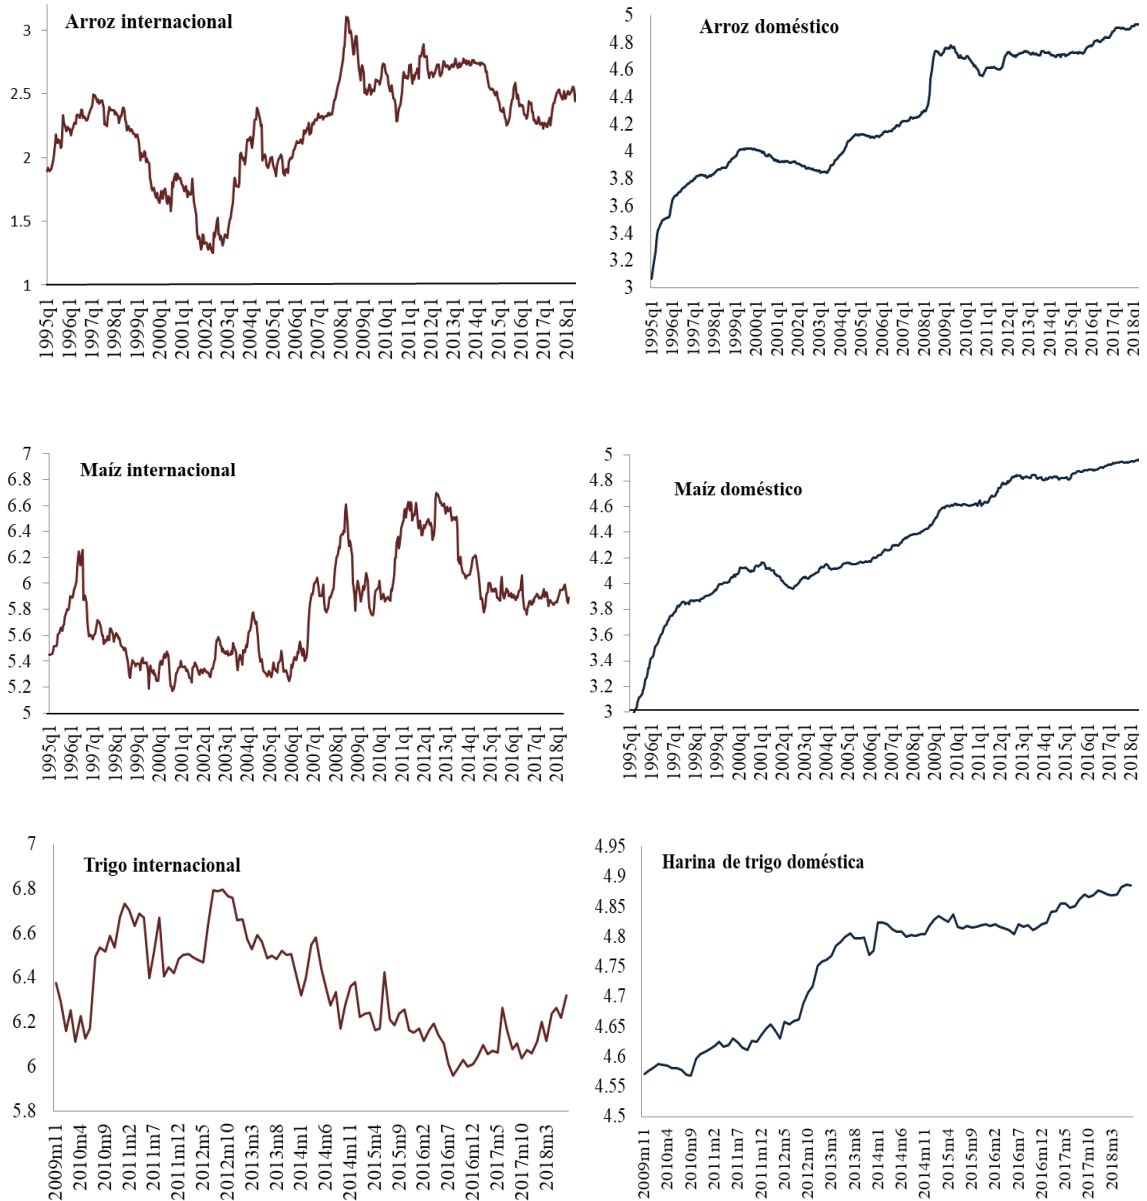 Arroz internacional
3
2.5
2
1.5
1
1995q1
1996q1
1997q1
1998q1
1999q1
2000q1
2001q1
2002q1
2003q1
2004q1
2005q1
2006q1
2007q1
2008q1
2009q1
2010q1
2011q1
2012q1
2013q1
2014q1
2015q1
2016q1
2017q1
2018q1
Arroz doméstico
5
4.8
4.6
4.4
4.2
4
3.8
3.6
3.4
3.2
3
1995q1
1996q1
1997q1
1998q1
1999q1
2000q1
2001q1
2002q1
2003q1
2004q1
2005q1
2006q1
2007q1
2008q1
2009q1
2010q1
2011q1
2012q1
2013q1
2014q1
2015q1
2016q1
2017q1
2018q1
Maíz internacional
7
6.8
6.6
6.4
6.2
6
5.8
5.6
5.4
5.2
5
1995q1
1996q1
1997q1
1998q1
1999q1
2000q1
2001q1
2002q1
2003q1
2004q1
2005q1
2006q1
2007q1
2008q1
2009q1
2010q1
2011q1
2012q1
2013q1
2014q1
2015q1
2016q1
2017q1
2018q1
Maíz doméstico
5
4.8
4.6
4.4
4.2
4
3.8
3.6
3.4
3.2
3
1995q1
1996q1
1997q1
1998q1
1999q1
2000q1
2001q1
2002q1
2003q1
2004q1
2005q1
2006q1
2007q1
2008q1
2009q1
2010q1
2011q1
2012q1
2013q1
2014q1
2015q1
2016q1
2017q1
2018q1
Trigo internacional
7
6.8
6.6
6.4
6.2
6
5.8
2009m11
2010m4
2010m9
2011m2
2011m7
2011m12
2012m5
2012m10
2013m3
2013m8
2014m1
2014m6
2014m11
2015m4
2015m9
2016m2
2016m7
2016m12
2017m5
2017m10
2018m3
Harina de trigo doméstica
4.95
4.9
4.85
4.8
4.75
4.7
4.65
4.6
4.55
4.5
2009m11
2010m4
2010m9
2011m2
2011m7
2011m12
2012m5
2012m10
2013m3
2013m8
2014m1
2014m6
2014m11
2015m4
2015m9
2016m2
2016m7
2016m12
2017m5
2017m10
2018m3